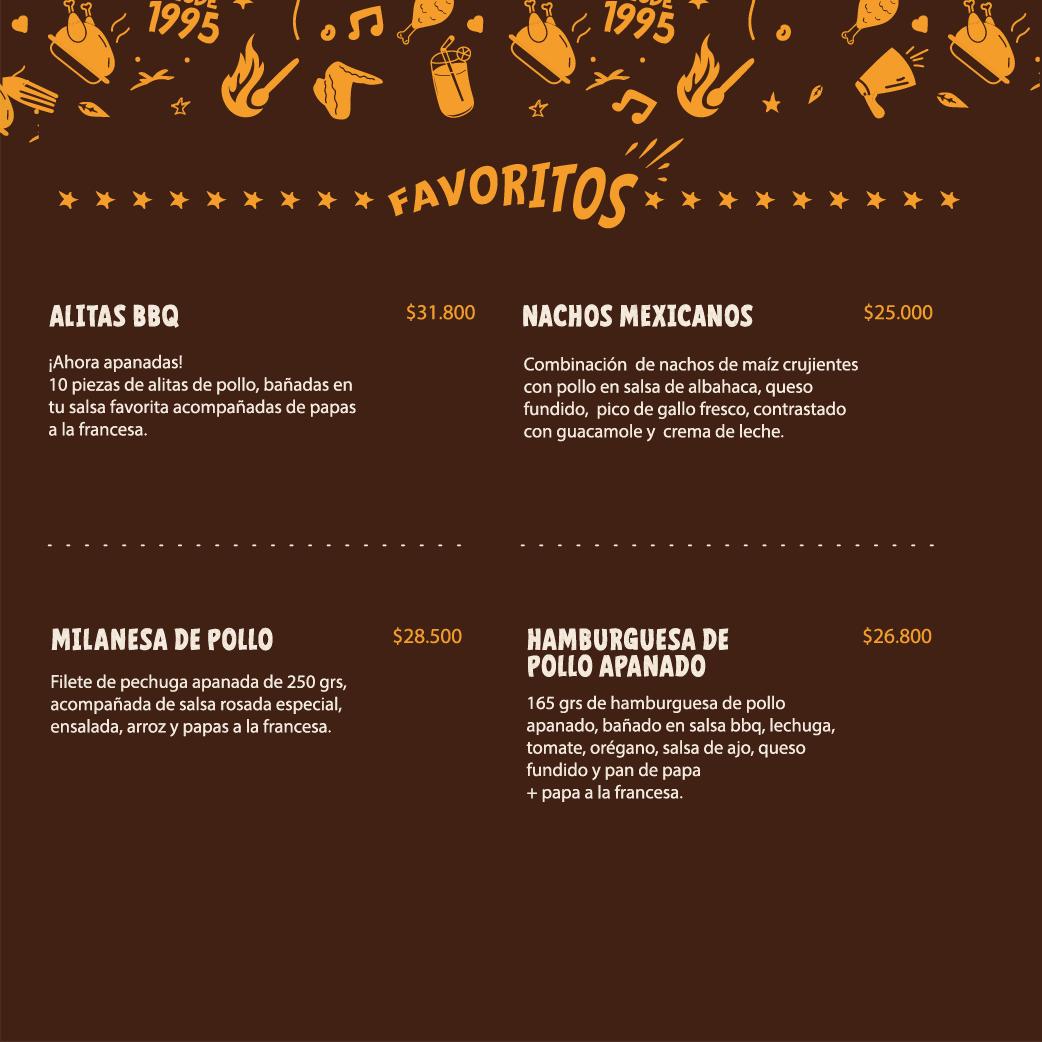 1995
1995
FAVORITOS
ALITAS BBQ
$31.800
¡Ahora apanadas!
10 piezas de alitas de pollo, bañadas en
tu salsa favorita acompañadas de papas
a la francesa.
NACHOS MEXICANOS
$25.000
Combinación de nachos de maíz crujientes
con pollo en salsa de albahaca, queso
fundido, pico de gallo fresco, contrastado
con guacamole y crema de leche.
MILANESA DE POLLO
$28.500
Filete de pechuga apanada de 250 grs,
acompañada de salsa rosada especial,
ensalada, arroz y papas a la francesa.
HAMBURGUESA DE
POLLO APANADO
$26.800
165 grs de hamburguesa de pollo
apanado, bañado en salsa bbq, lechuga,
tomate, orégano, salsa de ajo, queso
fundido y pan de papa
+ papa a la francesa.